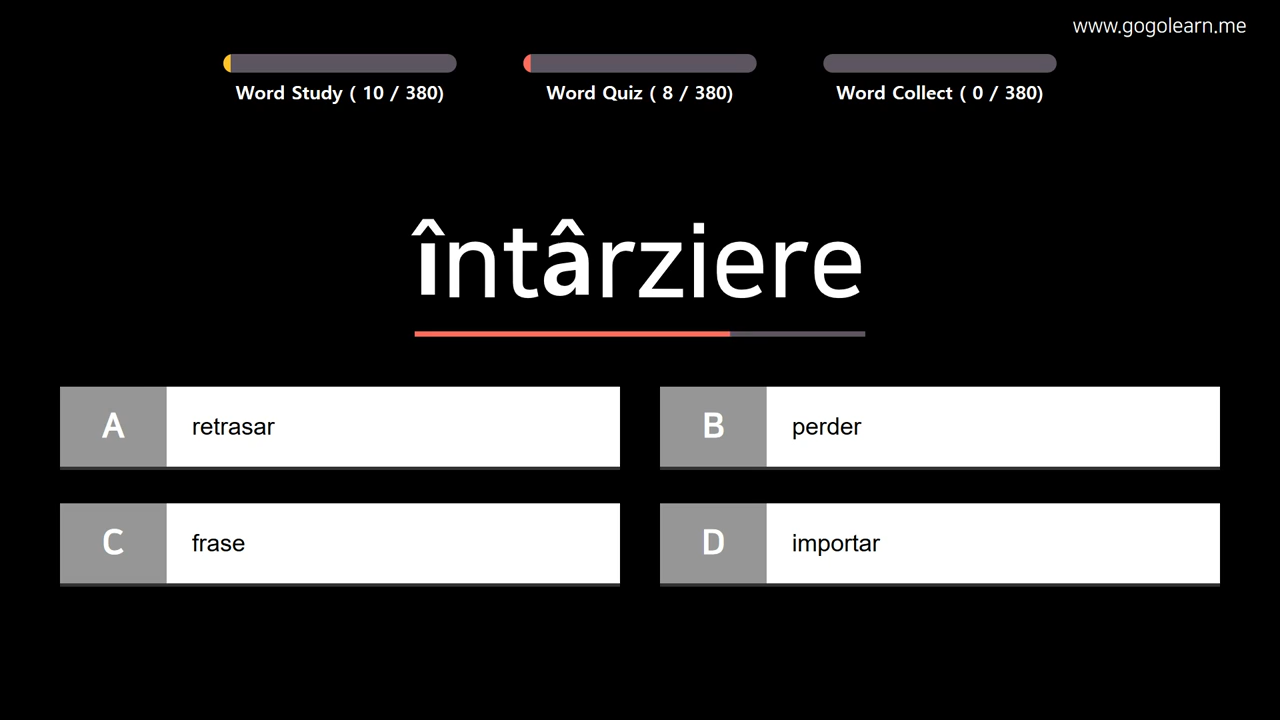 www.gogolearn.me
Word Study ( 10 / 380)
Word Quiz ( 8 / 380)
Word Collect ( 0 / 380)
întârziere
A retrasar
B perder
C frase
D importar